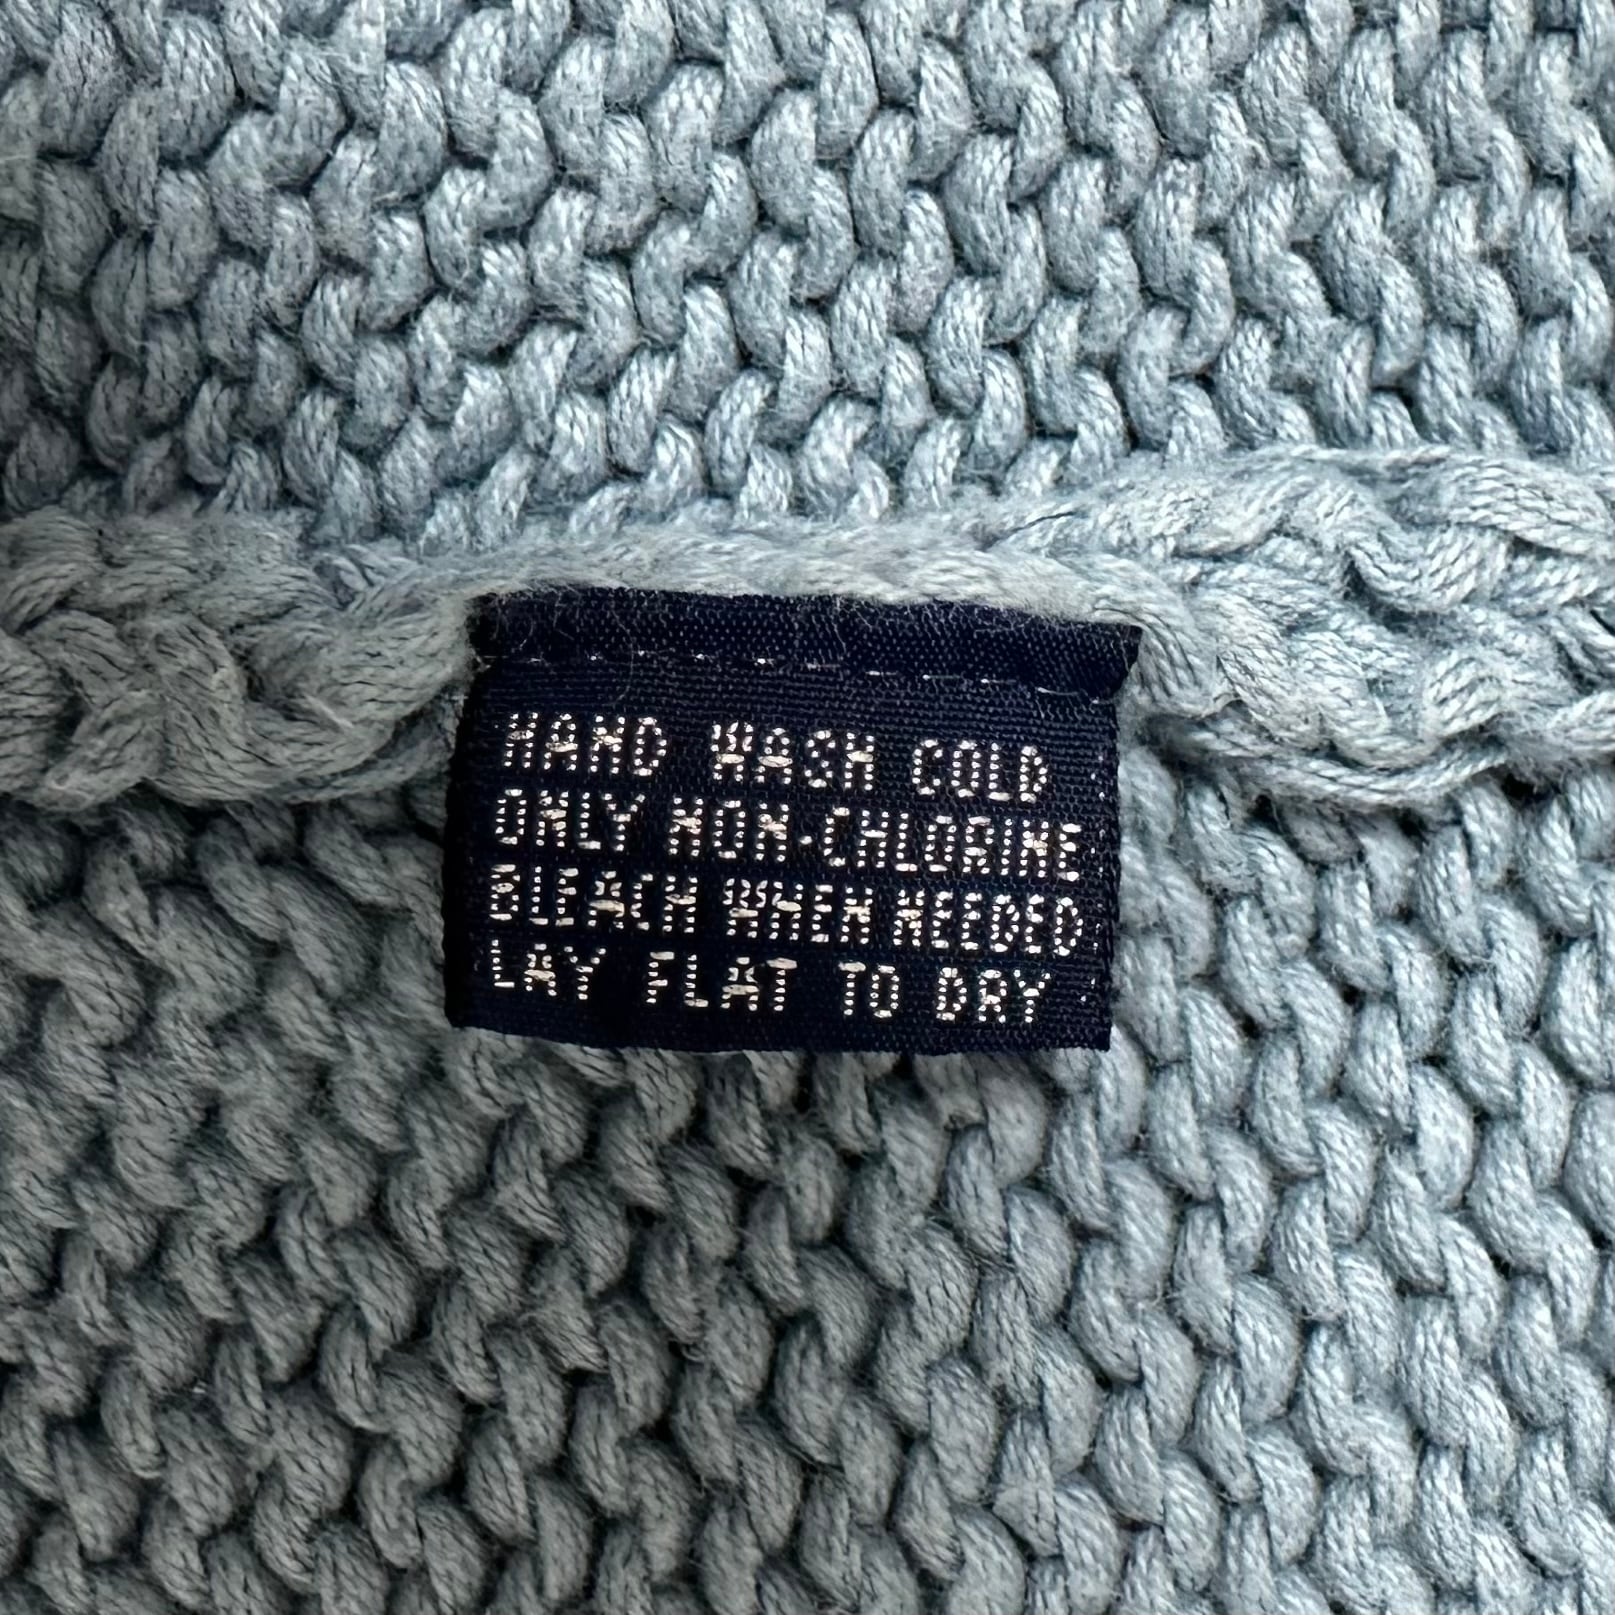 HAND WASH COLD
ONLY NON-CHLORINE
BLEACH WHEN NEEDED
LAY FLAT TO DRY